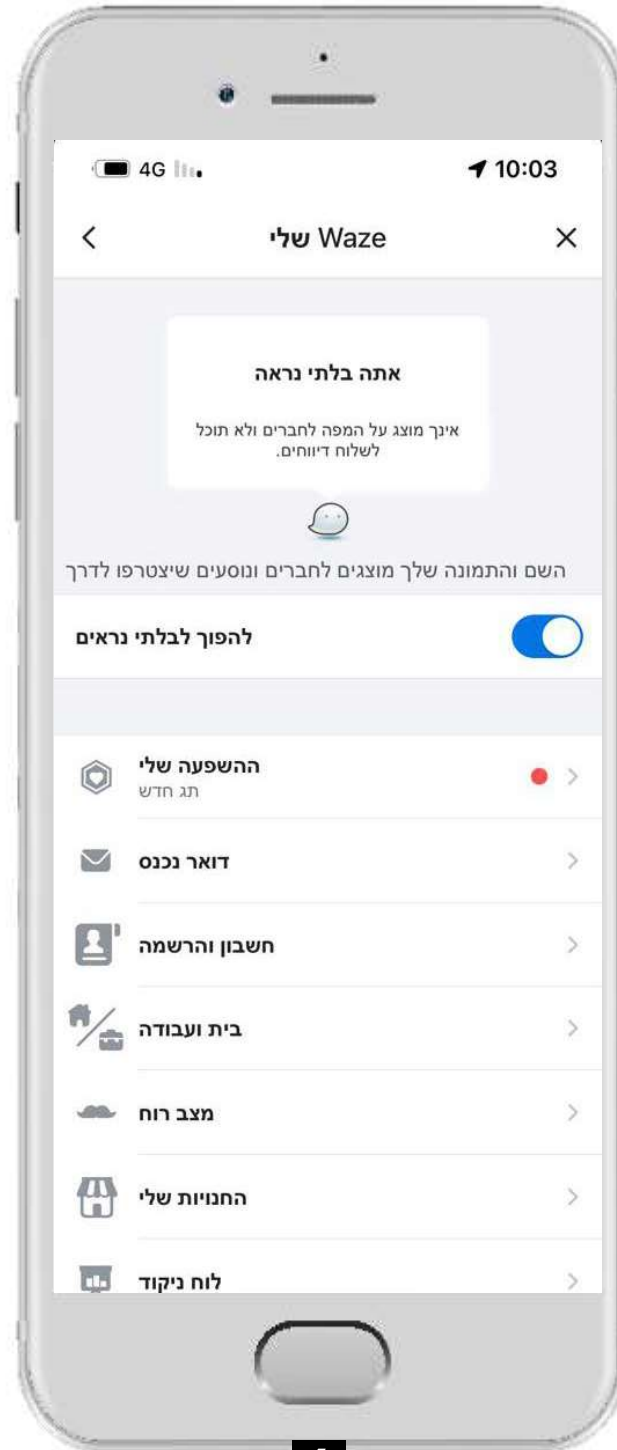 4G 10:03
Waze שלי
אתה בלתי נראה
אינך מוצג על המפה לחברים ולא תוכל
לשלוח דיווחים.
השם והתמונה שלך מוצגים לחברים ונוסעים שיצטרפו לדרך
להפוך לבלתי נראים
ההשפעה שלי
תג חדש
דואר נכנס
חשבון והרשמה
בית ועבודה
מצב רוח
החנויות שלי
לוח ניקוד